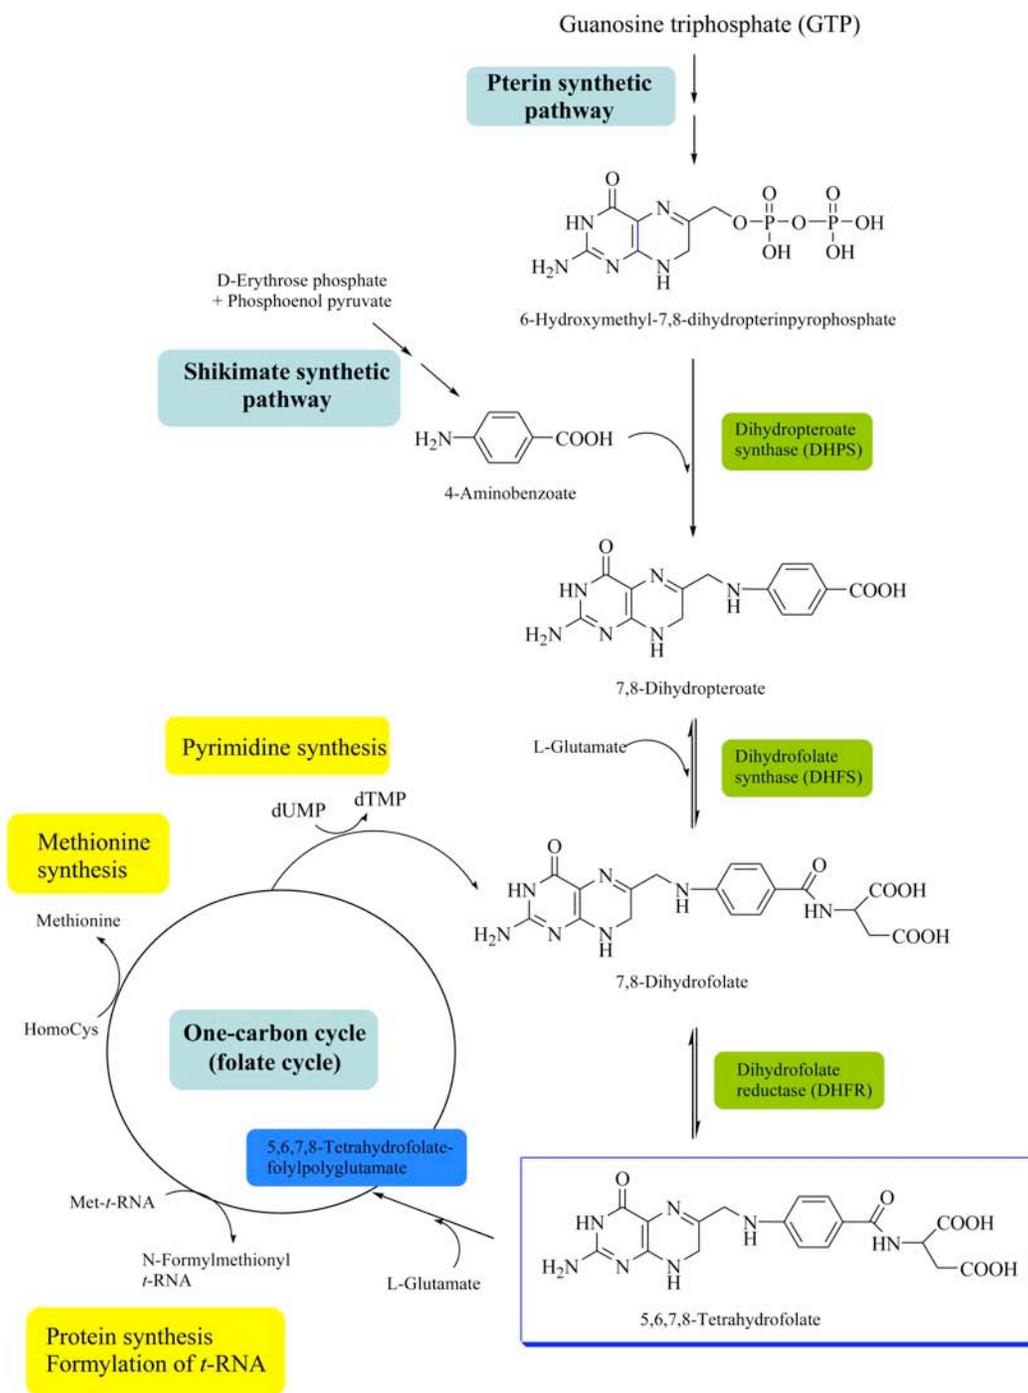 Guanosine triphosphate (GTP)
Pterin synthetic
pathway
O
HN
N
O
P
O
P
OH
O
O
OH
OH
H2N
N
N
H
6-Hydroxymethyl-7,8-dihydropterinpyrophosphate
D-Erythrose phosphate
+ Phosphoenol pyruvate
Shikimate synthetic
pathway
H2N
COOH
4-Aminobenzoate
Dihydropteroate
synthase (DHPS)
O
HN
N
N
H
COOH
H2N
N
N
H
7,8-Dihydropteroate
L-Glutamate
Dihydrofolate
synthase (DHFS)
Pyrimidine synthesis
dUMP
dTMP
Methionine
synthesis
Methionine
HomoCys
O
HN
N
N
H
O
HN
COOH
COOH
H2N
N
N
H
7,8-Dihydrofolate
One-carbon cycle
(folate cycle)
Dihydrofolate
reductase (DHFR)
5,6,7,8-Tetrahydrofolate-
folylpolyglutamate
Met-t-RNA
N-Formylmethionyl
t-RNA
L-Glutamate
O
HN
N
N
H
O
HN
COOH
COOH
H2N
N
N
H
5,6,7,8-Tetrahydrofolate
Protein synthesis
Formylation of t-RNA